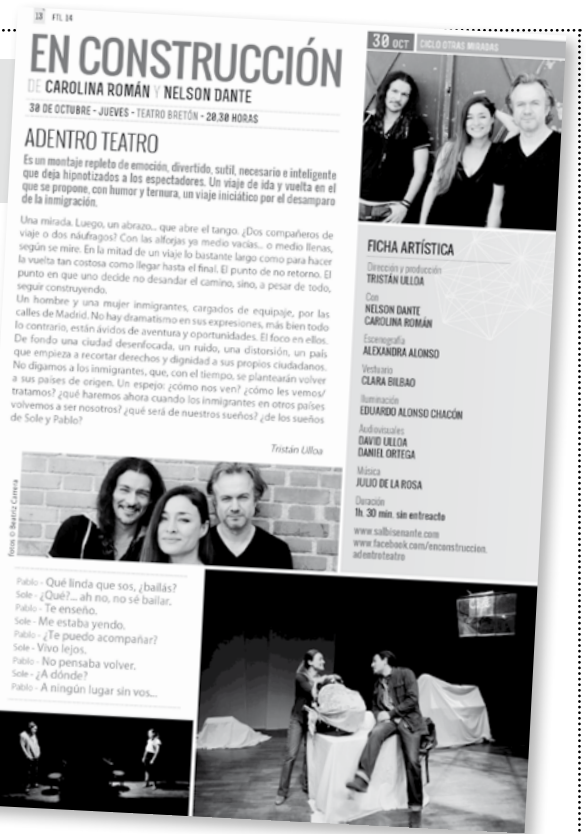 13 FTL 14
EN CONSTRUCCIÓN
DE CAROLINA ROMÁN Y NELSON DANTE
30 DE OCTUBRE - JUEVES - TEATRO BRETÓN - 20,30 HORAS
ADENTRO TEATRO
Es un montaje repleto de emoción, divertido, sutil, necesario e inteligente
que deja hipnotizados a los espectadores. Un viaje de ida y vuelta en el
que se propone, con humor y ternura, un viaje iniciático por el desamparo
de la inmigración.
Una mirada. Luego, un abrazo... que abre el tango. ¿Dos compañeros de
viaje o dos náufragos? Con las alforjas ya medio vacías... o medio llenas,
según se mire. En la mitad de un viaje lo bastante largo como para hacer
la vuelta tan costosa como llegar hasta el final. El punto de no retorno. El
punto en que uno decide no desandar el camino, sino, a pesar de todo,
seguir construyendo.
Un hombre y una mujer inmigrantes, cargados de equipaje, por las
calles de Madrid. No hay dramatismo en sus expresiones, más bien todo
lo contrario, están ávidos de aventura y oportunidades. El foco en ellos.
De fondo una ciudad desenfocada, un ruido, una distorsión, un país
que empieza a recortar derechos y dignidad a sus propios ciudadanos.
No digamos a los inmigrantes, que, con el tiempo, se plantearán volver
a sus países de origen. Un espejo: ¿cómo nos ven? ¿cómo les vemos/
tratamos? ¿qué haremos ahora cuando los inmigrantes en otros países
volvemos a ser nosotros? ¿qué será de nuestros sueños? ¿de los sueños
de Sole y Pablo?
Tristán Ulloa
fotos © Beatriz Carrera
Pablo - Qué linda que sos, ¿bailás?
Sole - ¿Qué?... ah no, no sé bailar.
Pablo - Te enseño.
Sole - Me estaba yendo.
Pablo - ¿Te puedo acompañar?
Sole - Vivo lejos.
Pablo - No pensaba volver.
Sole - ¿A dónde?
Pablo - A ningún lugar sin vos...
30 OCT CICLO OTRAS MIRADAS
FICHA ARTÍSTICA
Dirección y producción
TRISTÁN ULLOA
Con
NELSON DANTE
CAROLINA ROMÁN
Escenografía
ALEXANDRA ALONSO
Vestuario
CLARA BILBAO
Iluminación
EDUARDO ALONSO CHACÓN
Audiovisuales
DAVID ULLOA
DANIEL ORTEGA
Música
JULIO DE LA ROSA
Duración
1h. 30 min. sin entreacto
www.salbisenante.com
www.facebook.com/enconstruccion.
adentroteatro